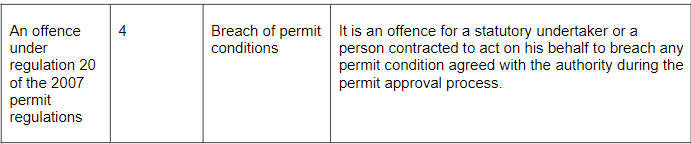 An offence
under
regulation 20
of the 2007
permit
regulations
4
Breach of permit
conditions
It is an offence for a statutory undertaker or a
person contracted to act on his behalf to breach any
permit condition agreed with the authority during the
permit approval process.